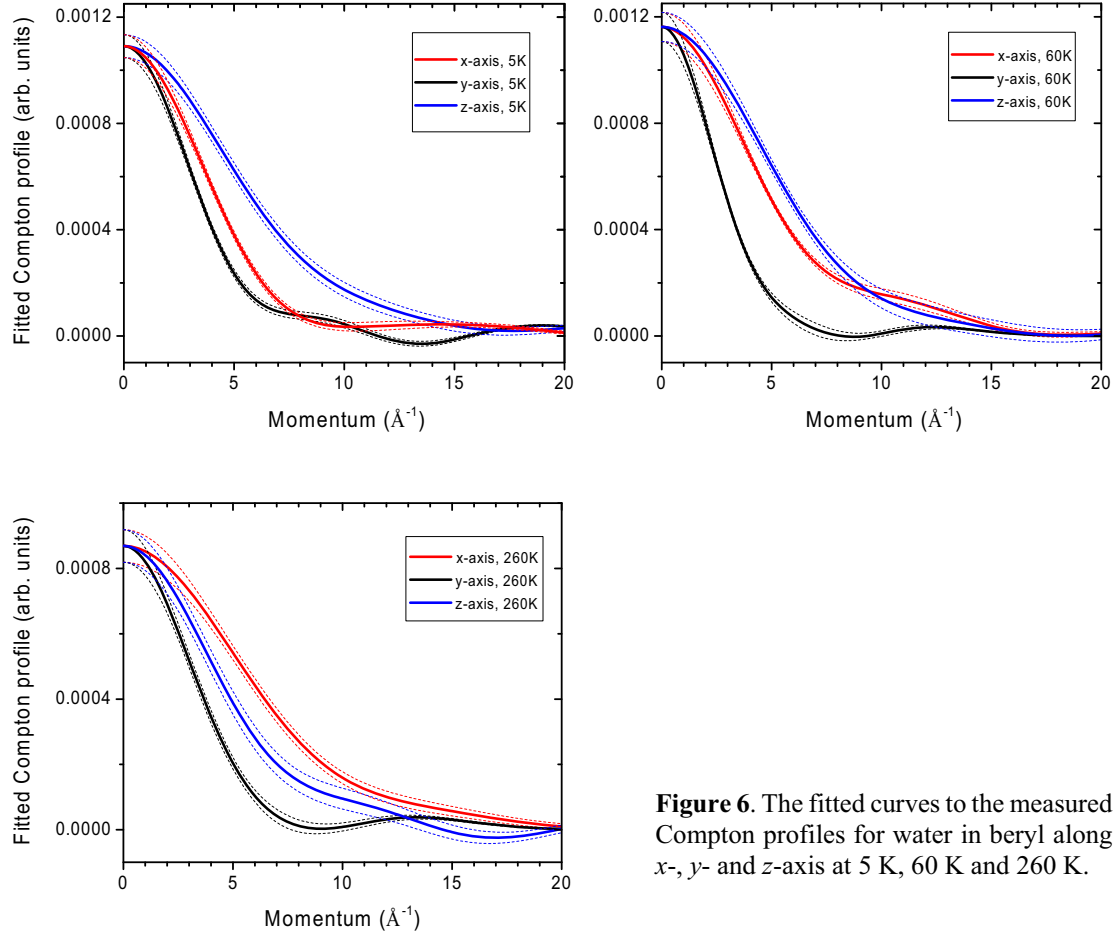 Fitted Compton profile (arb. units)
0.0012
0.0008
0.0004
0.0000
x-axis, 5K
y-axis, 5K
z-axis, 5K
0 5 10 15 20
Momentum (Å⁻¹)
0.0012
0.0008
0.0004
0.0000
x-axis, 60K
y-axis, 60K
z-axis, 60K
0 5 10 15 20
Momentum (Å⁻¹)
Fitted Compton profile (arb. units)
0.0008
0.0004
0.0000
x-axis, 260K
y-axis, 260K
z-axis, 260K
0 5 10 15 20
Momentum (Å⁻¹)
Figure 6. The fitted curves to the measured
Compton profiles for water in beryl along
x-, y- and z-axis at 5 K, 60 K and 260 K.